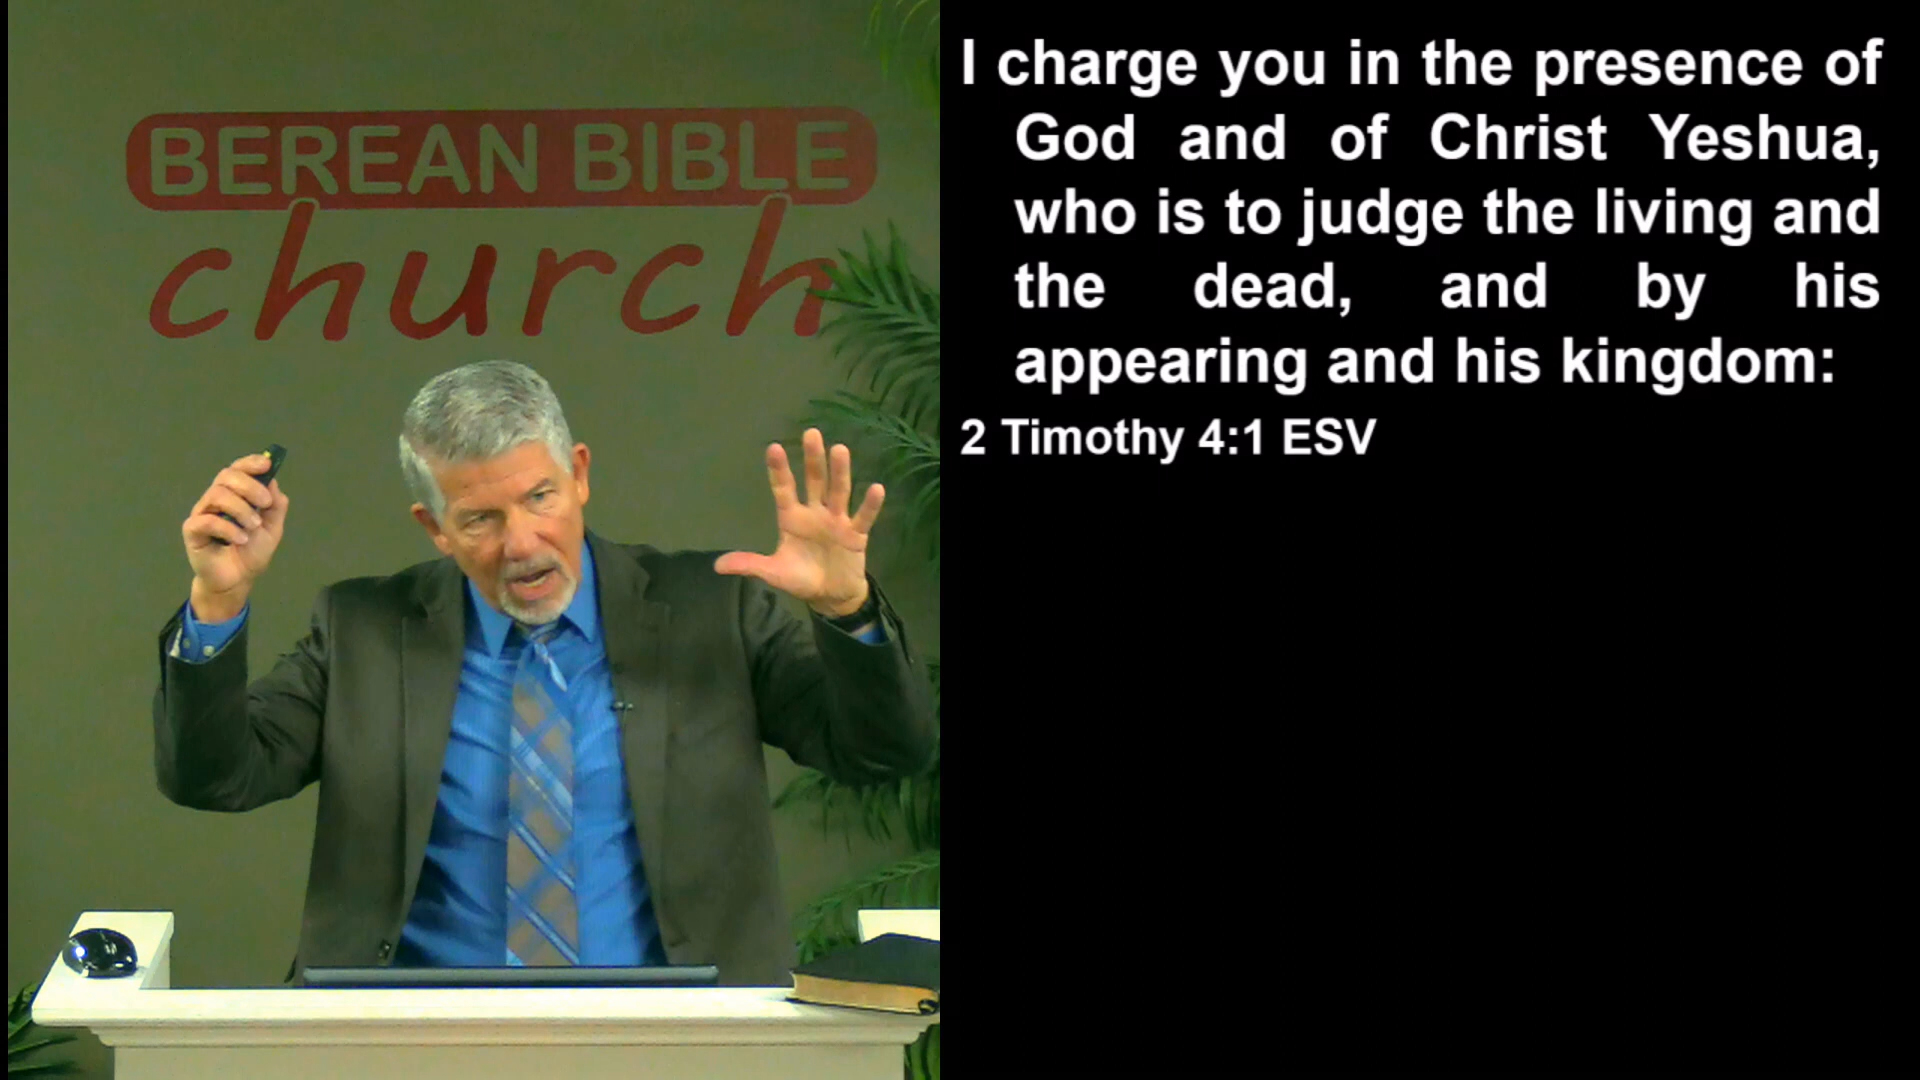 BEREAN BIBLE
church
I charge you in the presence of
God and of Christ Yeshua,
who is to judge the living and
the dead, and by his
appearing and his kingdom:
2 Timothy 4:1 ESV